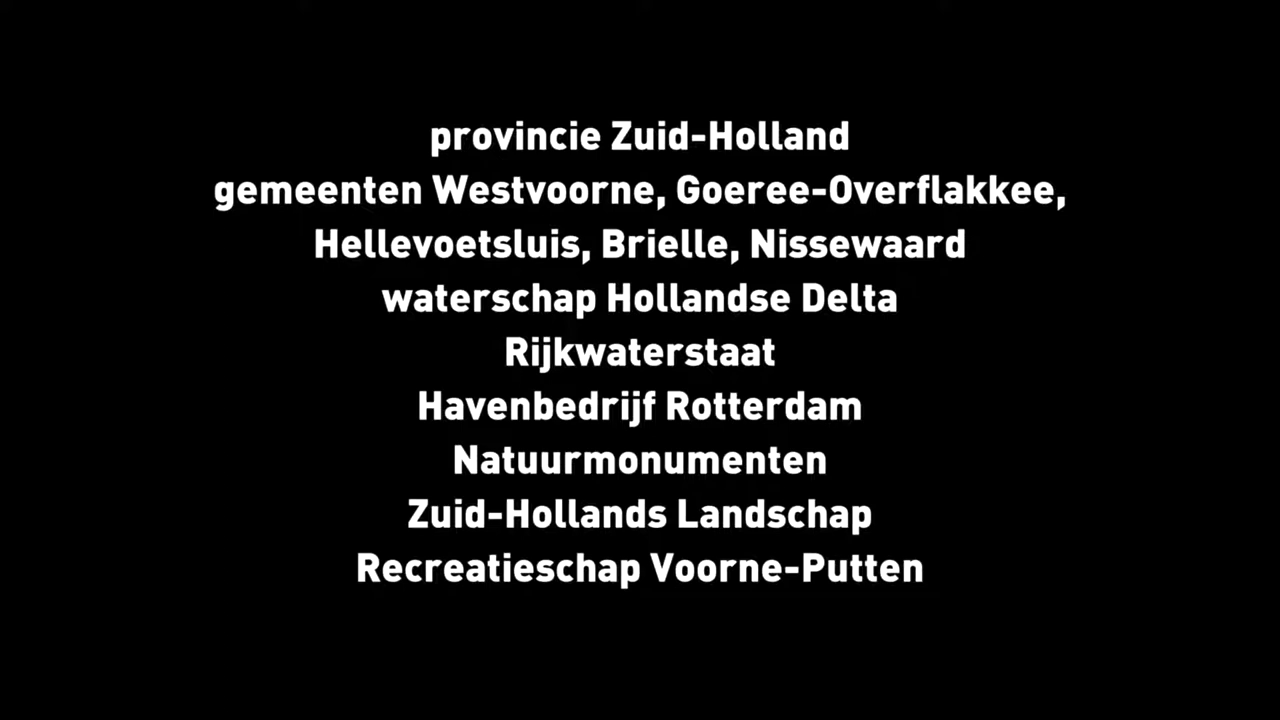 provincie Zuid-Holland
gemeenten Westvoorne, Goeree-Overflakkee,
Hellevoetsluis, Brielle, Nissewaard
waterschap Hollandse Delta
Rijkwaterstaat
Havenbedrijf Rotterdam
Natuurmonumenten
Zuid-Hollands Landschap
Recreatieschap Voorne-Putten